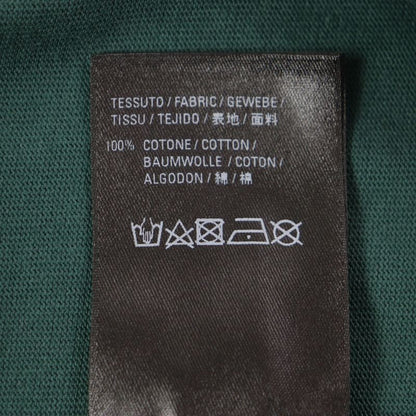 TESSUTO / FABRIC / GEWEBE /
TISSU / TEJIDO / 表地 / 面料
100% COTONE / COTTON /
BAUMWOLLE / COTON /
ALGODON / 綿 / 棉